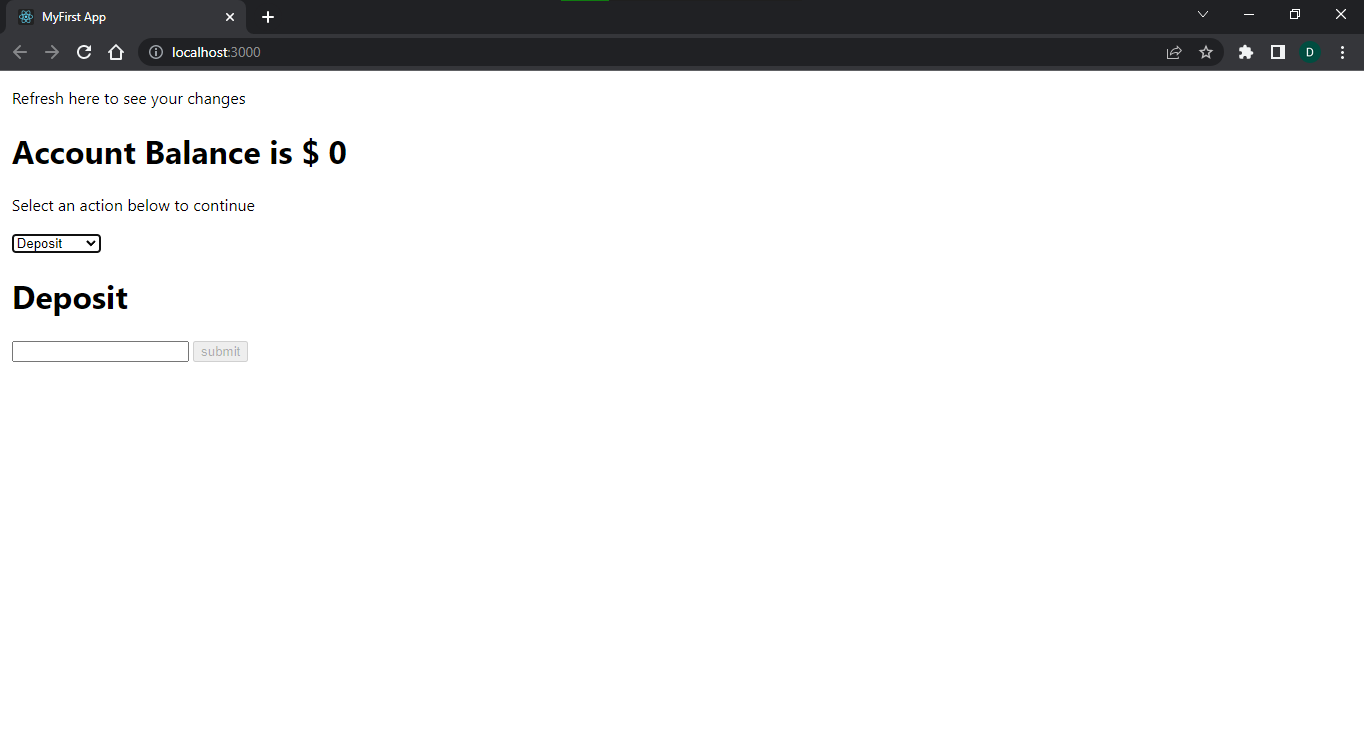 MyFirst App
localhost:3000
D
Refresh here to see your changes
Account Balance is $ 0
Select an action below to continue
Deposit
Deposit
submit